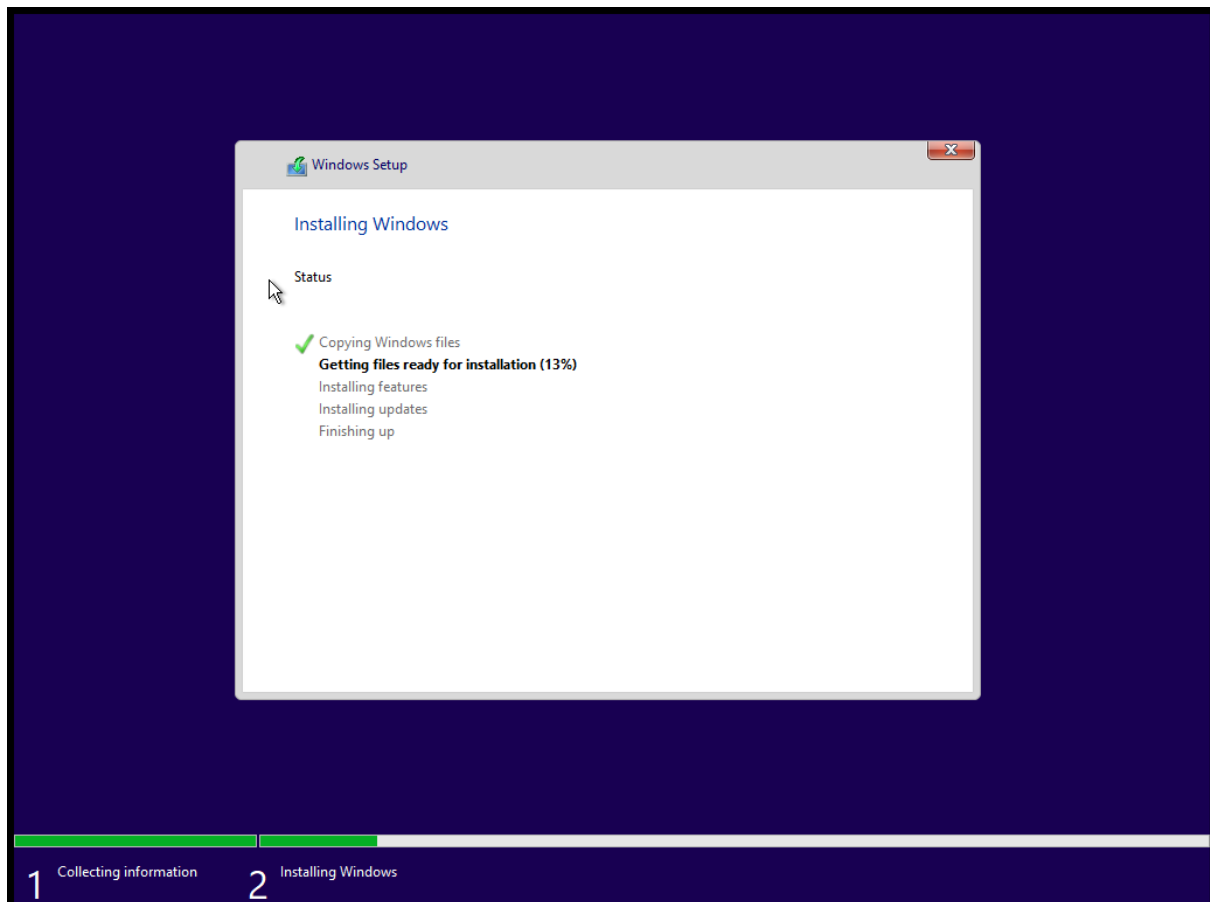 Windows Setup
Installing Windows
Status
Copying Windows files
Getting files ready for installation (13%)
Installing features
Installing updates
Finishing up
1 Collecting information 2 Installing Windows